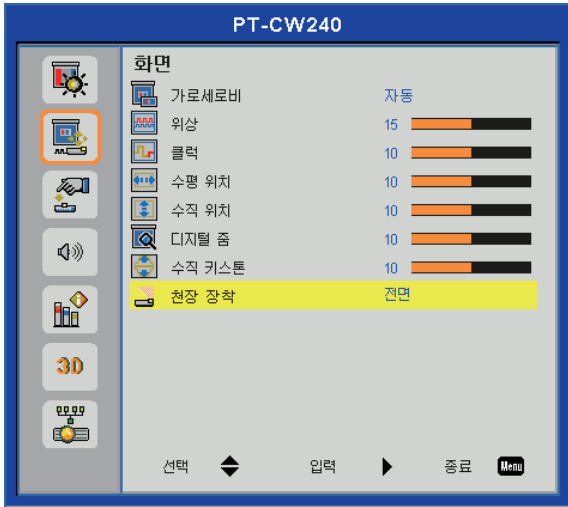 PT-CW240
화면
가로세로비 자동
위상 15
클럭 10
수평 위치 10
수직 위치 10
디지털 줌 10
수직 키스톤 10
천장 장착 전면
3D
선택 입력 종료 Menu